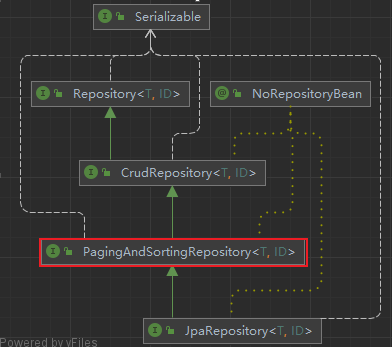 Serializable
Repository<T, ID>
NoRepositoryBean
CrudRepository<T, ID>
PagingAndSortingRepository<T, ID>
JpaRepository<T, ID>
Powered by yFiles